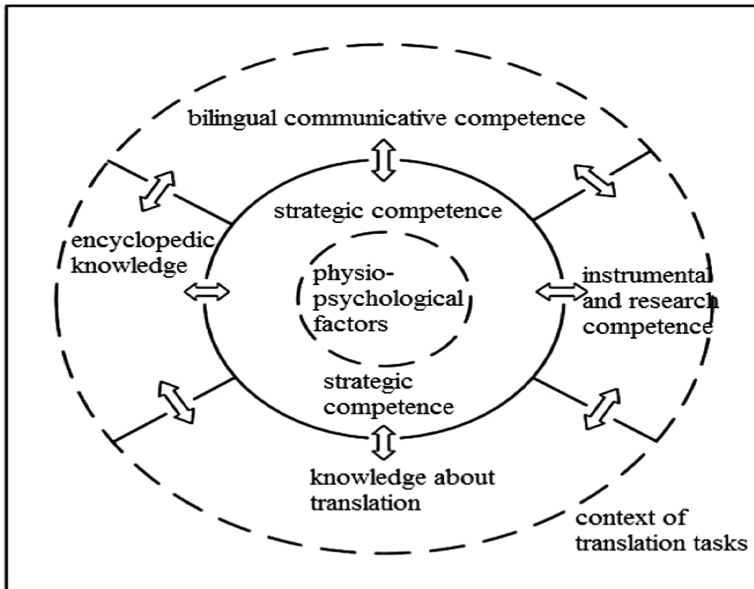 bilingual communicative competence
strategic competence
encyclopedic
knowledge
physio-
psychological
factors
instrumental
and research
competence
strategic
competence
knowledge about
translation
context of
translation tasks